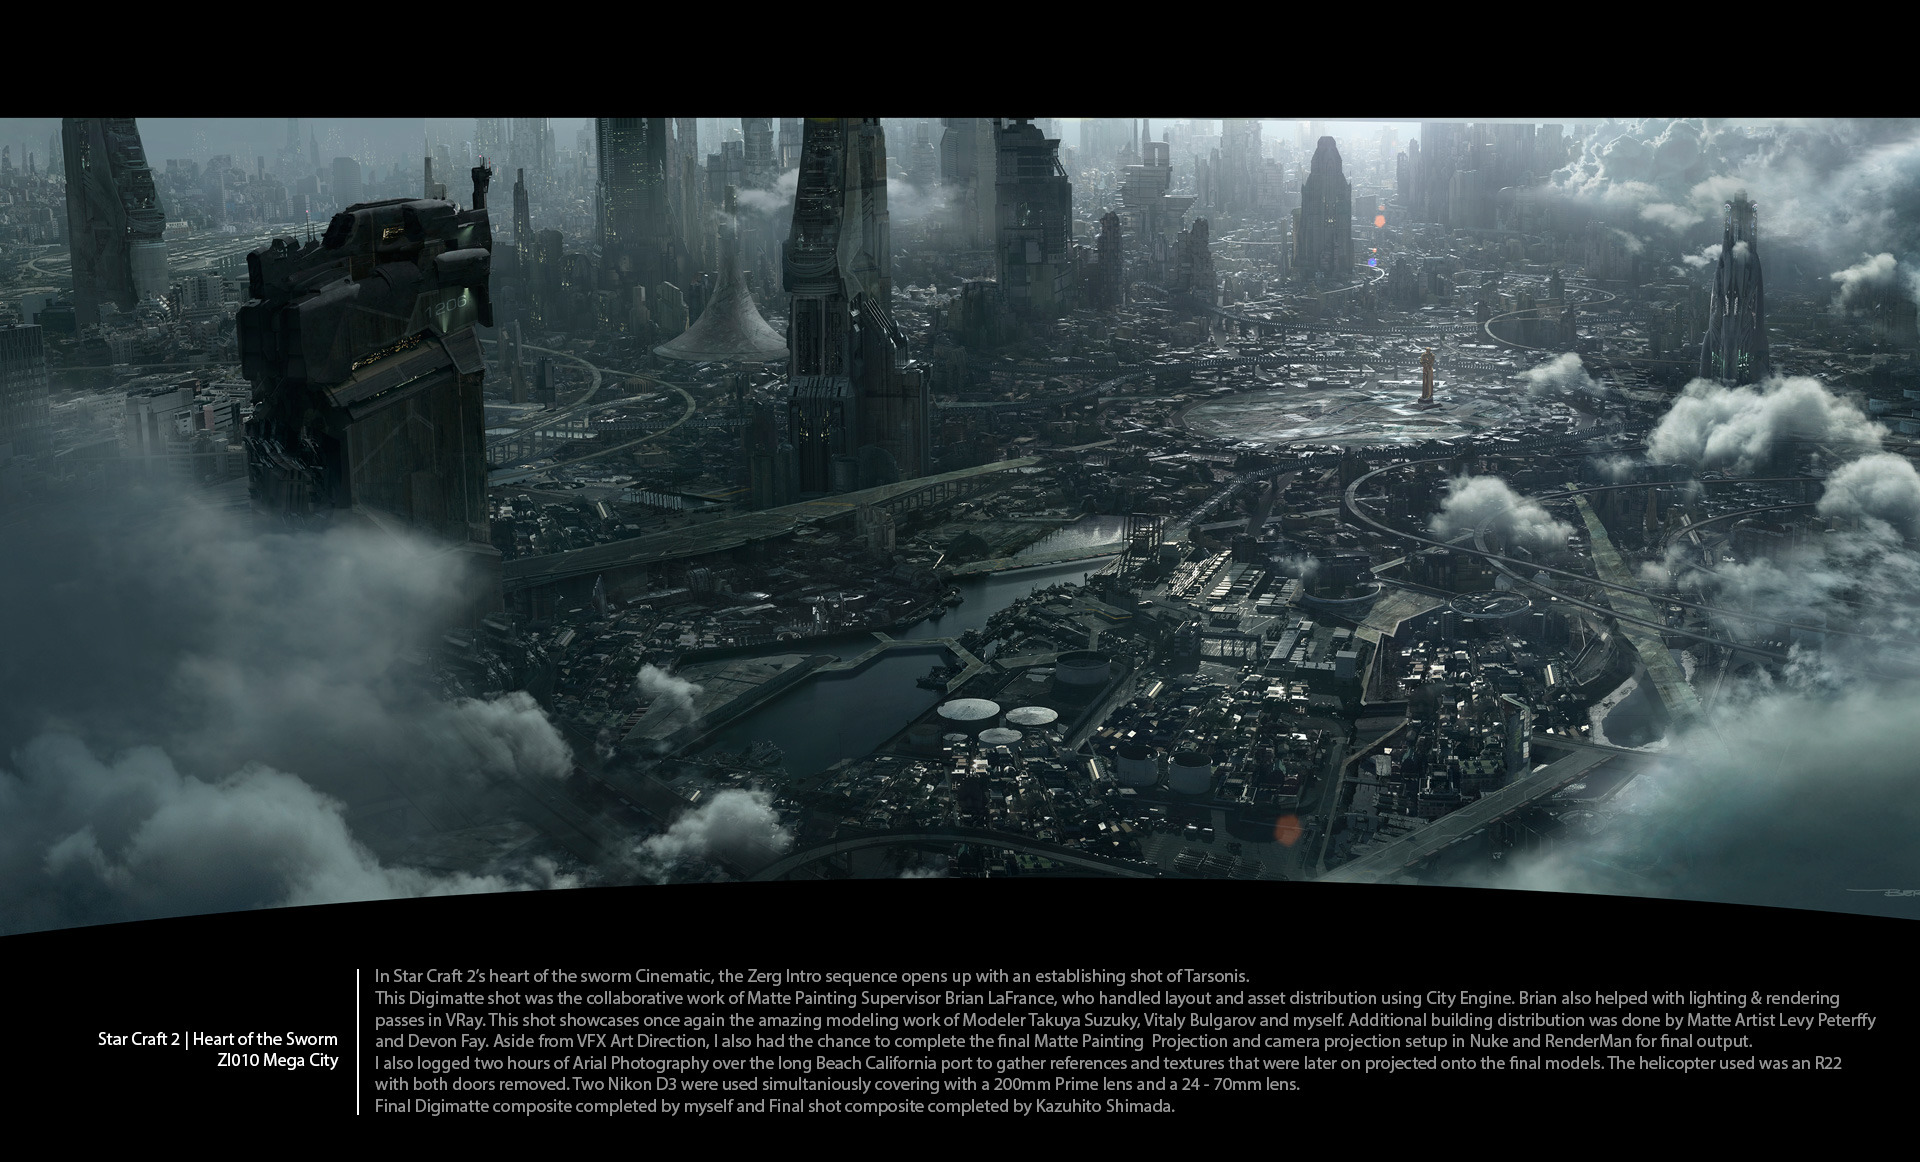 1206
Star Craft 2 | Heart of the Sworm
ZI010 Mega City
In Star Craft 2's heart of the sworm Cinematic, the Zerg Intro sequence opens up with an establishing shot of Tarsonis.
This Digimatte shot was the collaborative work of Matte Painting Supervisor Brian LaFrance, who handled layout and asset distribution using City Engine. Brian also helped with lighting & rendering
passes in VRay. This shot showcases once again the amazing modeling work of Modeler Takuya Suzuky, Vitaly Bulgarov and myself. Additional building distribution was done by Matte Artist Levy Peterffy
and Devon Fay. Aside from VFX Art Direction, I also had the chance to complete the final Matte Painting Projection and camera projection setup in Nuke and RenderMan for final output.
I also logged two hours of Arial Photography over the long Beach California port to gather references and textures that were later on projected onto the final models. The helicopter used was an R22
with both doors removed. Two Nikon D3 were used simultaniously covering with a 200mm Prime lens and a 24 - 70mm lens.
Final Digimatte composite completed by myself and Final shot composite completed by Kazuhito Shimada.